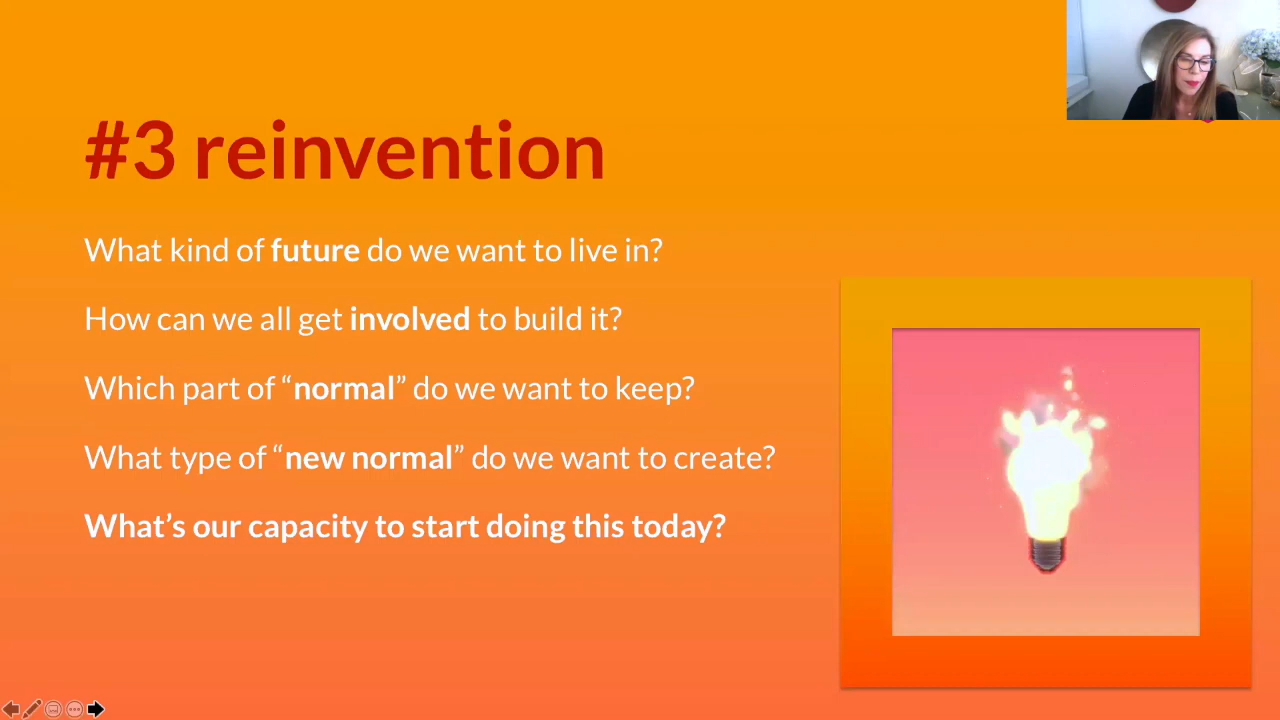 #3 reinvention
What kind of future do we want to live in?
How can we all get involved to build it?
Which part of “normal” do we want to keep?
What type of “new normal” do we want to create?
What’s our capacity to start doing this today?